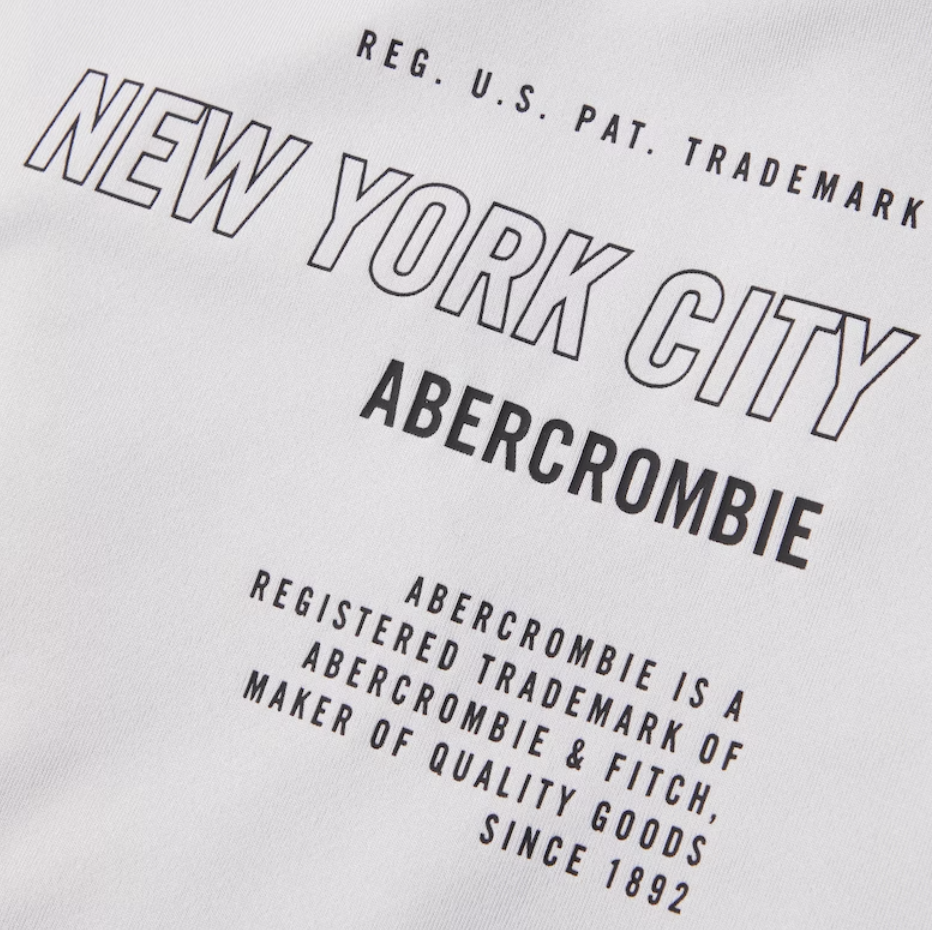 REG. U.S. PAT. TRADEMARK
NEW YORK CITY
ABERCROMBIE
ABERCROMBIE IS A
REGISTERED TRADEMARK OF
ABERCROMBIE & FITCH,
MAKER OF QUALITY GOODS
SINCE 1892